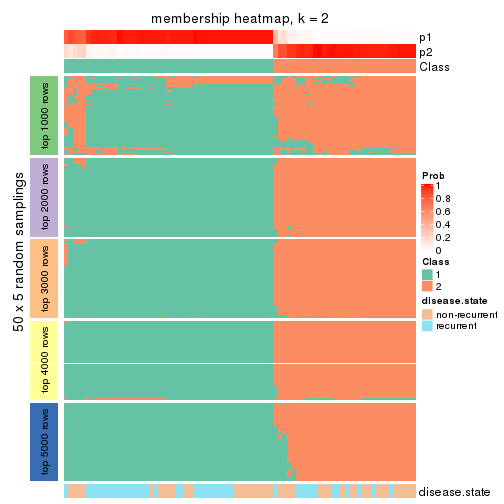 membership heatmap, k = 2
p1
p2
Class
50 x 5 random samplings
top 1000 rows
top 2000 rows
top 3000 rows
top 4000 rows
top 5000 rows
disease.state
Prob
1
0.8
0.6
0.4
0.2
0
Class
1
2
disease.state
non-recurrent
recurrent